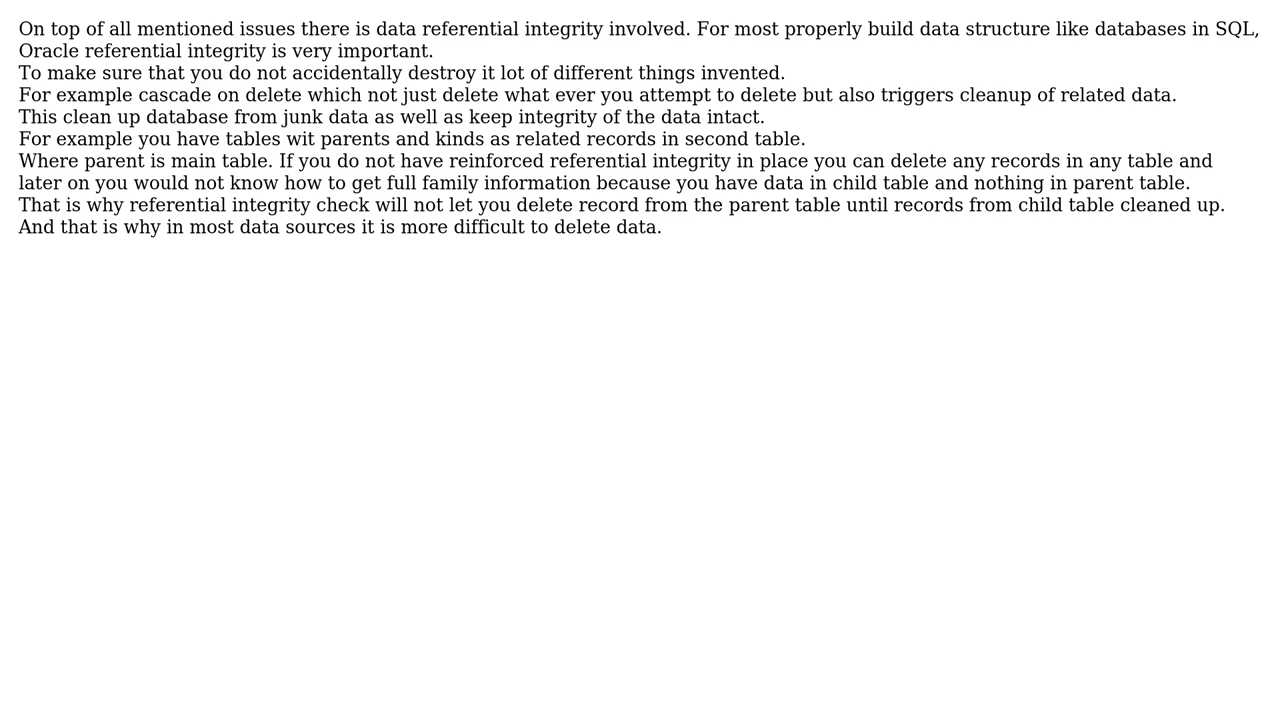 On top of all mentioned issues there is data referential integrity involved. For most properly build data structure like databases in SQL,
Oracle referential integrity is very important.
To make sure that you do not accidentally destroy it lot of different things invented.
For example cascade on delete which not just delete what ever you attempt to delete but also triggers cleanup of related data.
This clean up database from junk data as well as keep integrity of the data intact.
For example you have tables wit parents and kinds as related records in second table.
Where parent is main table. If you do not have reinforced referential integrity in place you can delete any records in any table and
later on you would not know how to get full family information because you have data in child table and nothing in parent table.
That is why referential integrity check will not let you delete record from the parent table until records from child table cleaned up.
And that is why in most data sources it is more difficult to delete data.